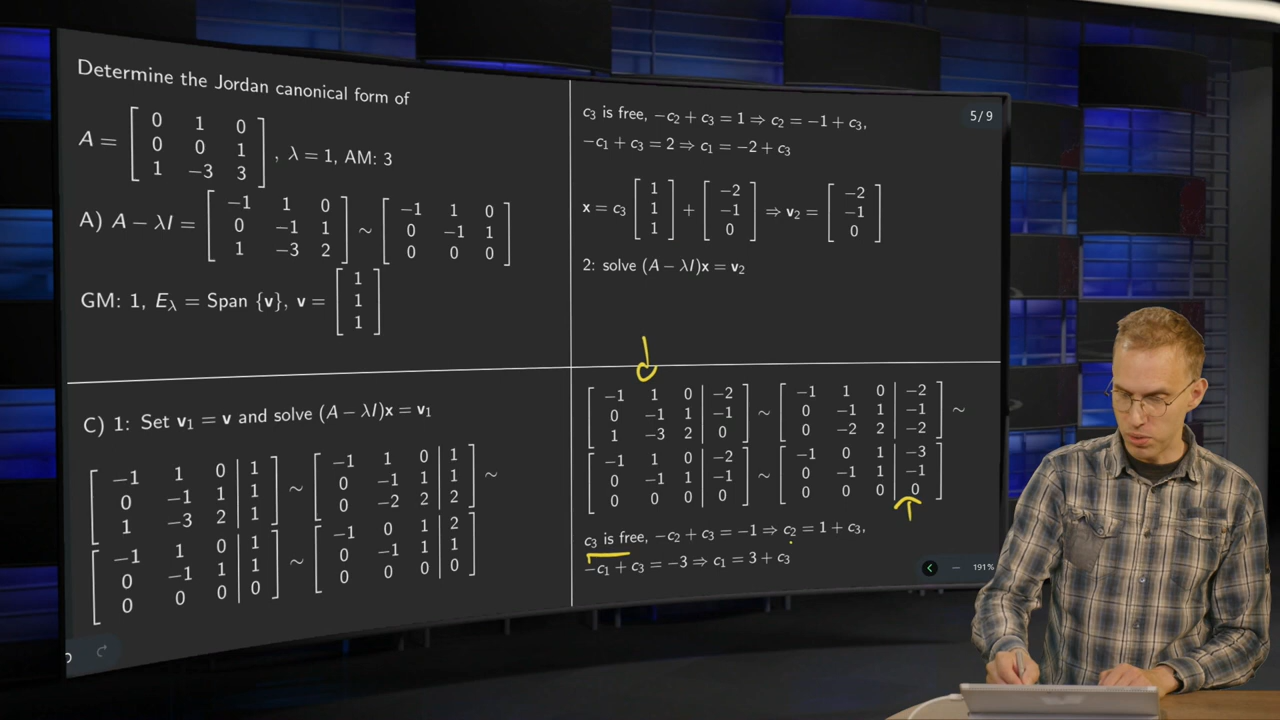 Determine the Jordan canonical form of
A = [ 0 1 0 ; 0 0 1 ; 1 −3 3 ] , λ = 1, AM: 3
A) A − λI = [ −1 1 0 ; 0 −1 1 ; 1 −3 2 ] ∼ [ −1 1 0 ; 0 −1 1 ; 0 0 0 ]
GM: 1, E_λ = Span {v}, v = [ 1 ; 1 ; 1 ]
c₃ is free, −c₂ + c₃ = 1 ⇒ c₂ = −1 + c₃,
−c₁ + c₃ = 2 ⇒ c₁ = −2 + c₃
x = c₃ [ 1 ; 1 ; 1 ] + [ −2 ; −1 ; 0 ] ⇒ v₂ = [ −2 ; −1 ; 0 ]
2: solve (A − λI)x = v₂
5/9
C) 1: Set v₁ = v and solve (A − λI)x = v₁
[ −1 1 0 | 1 ; 0 −1 1 | 1 ; 1 −3 2 | 1 ] ∼ [ −1 1 0 | 1 ; 0 −1 1 | 1 ; 0 −2 2 | 2 ] ∼
[ −1 1 0 | 1 ; 0 −1 1 | 1 ; 0 0 0 | 0 ] ∼ [ −1 0 1 | 2 ; 0 −1 1 | 1 ; 0 0 0 | 0 ]
[ −1 1 0 | −2 ; 0 −1 1 | −1 ; 1 −3 2 | 0 ] ∼ [ −1 1 0 | −2 ; 0 −1 1 | −1 ; 0 −2 2 | −2 ] ∼
[ −1 1 0 | −2 ; 0 −1 1 | −1 ; 0 0 0 | 0 ] ∼ [ −1 0 1 | −3 ; 0 −1 1 | −1 ; 0 0 0 | 0 ]
c₃ is free, −c₂ + c₃ = −1 ⇒ c₂ = 1 + c₃,
−c₁ + c₃ = −3 ⇒ c₁ = 3 + c₃
191%